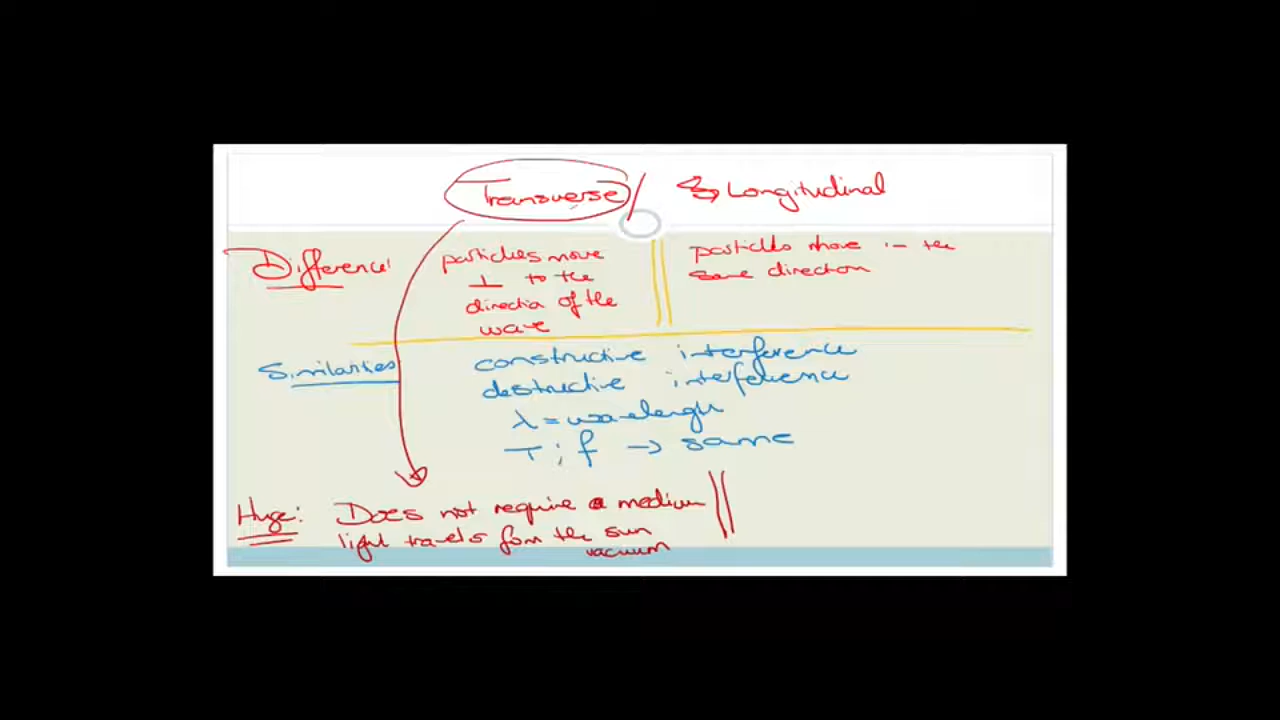 Transverse / Longitudinal
Difference: particles move particles move in the
⊥ to the same direction
direction of the
wave
Similarities constructive interference
destructive interference
λ = wavelength
T ; f → same
Huge: Does not require a medium
light travels form the sun
vacuum